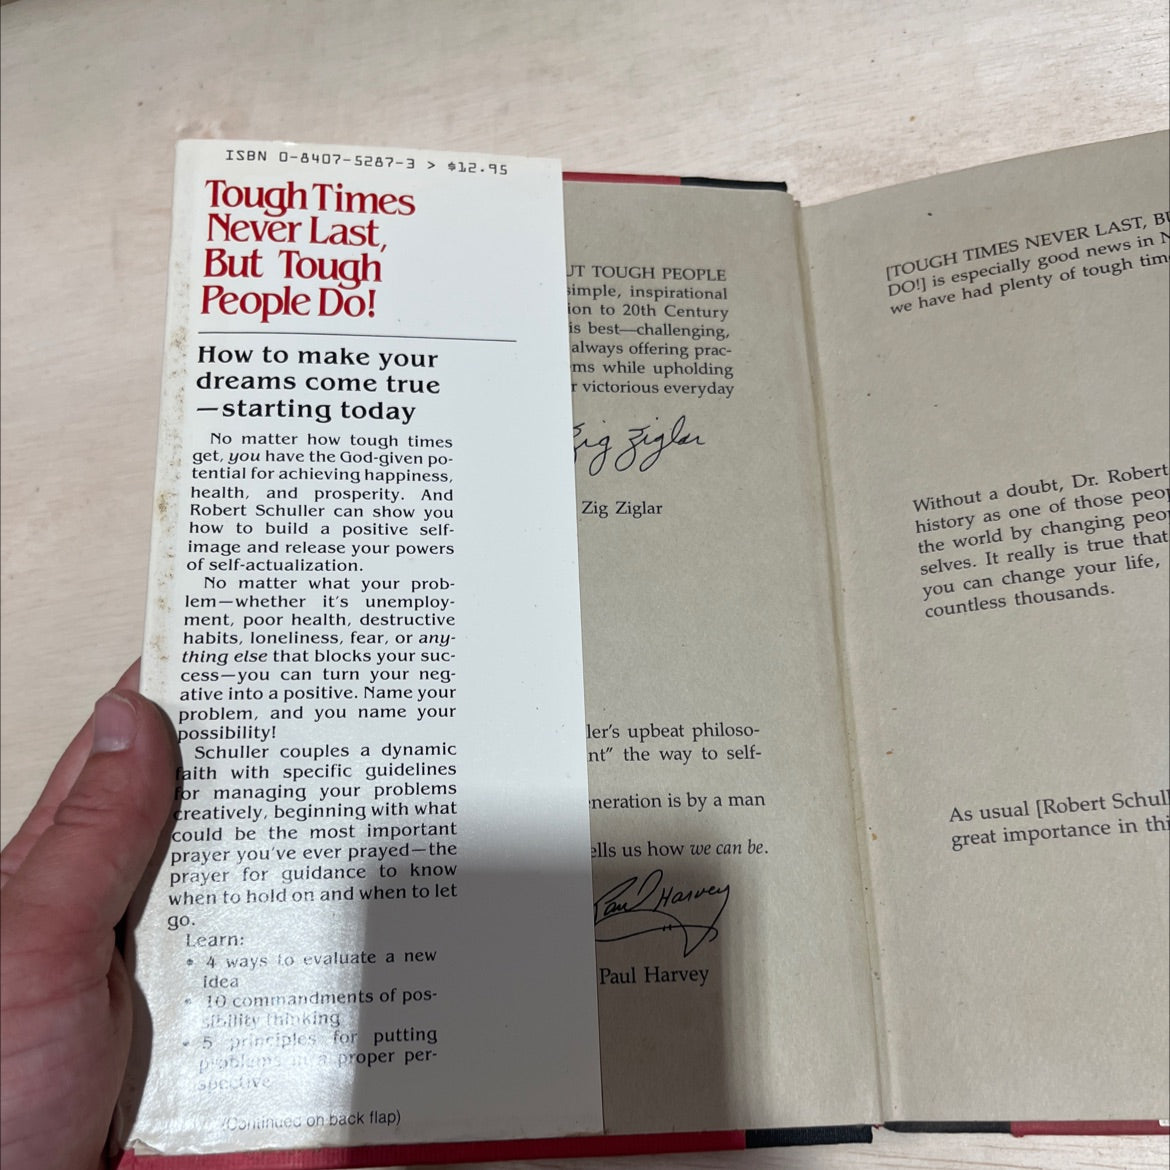 ISBN 0-8407-5287-3 > $12.95
Tough Times
Never Last,
But Tough
People Do!
How to make your
dreams come true
—starting today
No matter how tough times
get, you have the God-given po-
tential for achieving happiness,
health, and prosperity. And
Robert Schuller can show you
how to build a positive self-
image and release your powers
of self-actualization.
No matter what your prob-
lem—whether it's unemploy-
ment, poor health, destructive
habits, loneliness, fear, or any-
thing else that blocks your suc-
cess—you can turn your neg-
ative into a positive. Name your
problem, and you name your
possibility!
Schuller couples a dynamic
faith with specific guidelines
for managing your problems
creatively, beginning with what
could be the most important
prayer you've ever prayed—the
prayer for guidance to know
when to hold on and when to let
go.
Learn:
• 4 ways to evaluate a new
idea
• 10 commandments of pos-
sibility thinking
• 5 principles for putting
problems in a proper per-
spective
(Continued on back flap)
UT TOUGH PEOPLE
simple, inspirational
ion to 20th Century
is best—challenging,
always offering prac-
ms while upholding
r victorious everyday
Zig Ziglar
Zig Ziglar
ler's upbeat philoso-
nt" the way to self-
neration is by a man
ells us how we can be.
Paul Harvey
Paul Harvey
[TOUGH TIMES NEVER LAST, BU
DO!] is especially good news in N
we have had plenty of tough tim
Without a doubt, Dr. Robert
history as one of those peop
the world by changing peop
selves. It really is true that
you can change your life,
countless thousands.
As usual [Robert Schull
great importance in thi